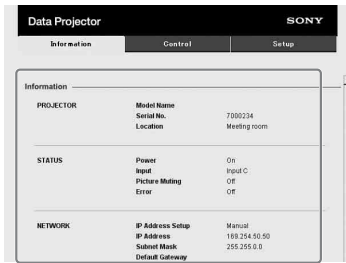 Data Projector SONY
Information Control Setup
Information
PROJECTOR Model Name
Serial No. 7000234
Location Meeting room
STATUS Power On
Input Input C
Picture Muting Off
Error Off
NETWORK IP Address Setup Manual
IP Address 169.254.50.50
Subnet Mask 255.255.0.0
Default Gateway